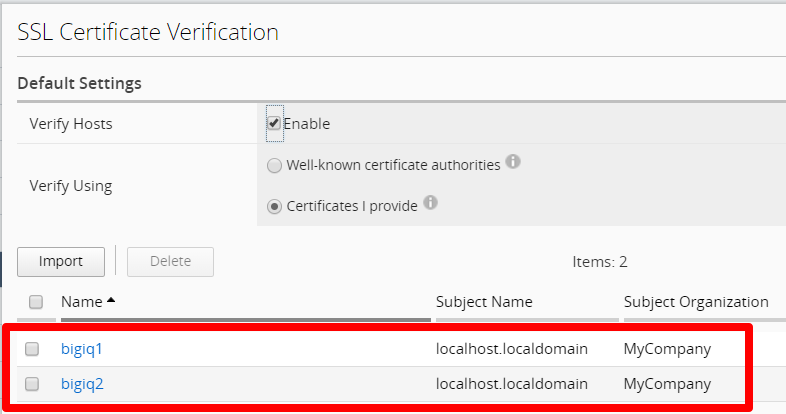 SSL Certificate Verification
Default Settings
Verify Hosts Enable
Well-known certificate authorities
Verify Using
Certificates I provide
Import Delete Items: 2
Name Subject Name Subject Organization
bigiq1 localhost.localdomain MyCompany
bigiq2 localhost.localdomain MyCompany